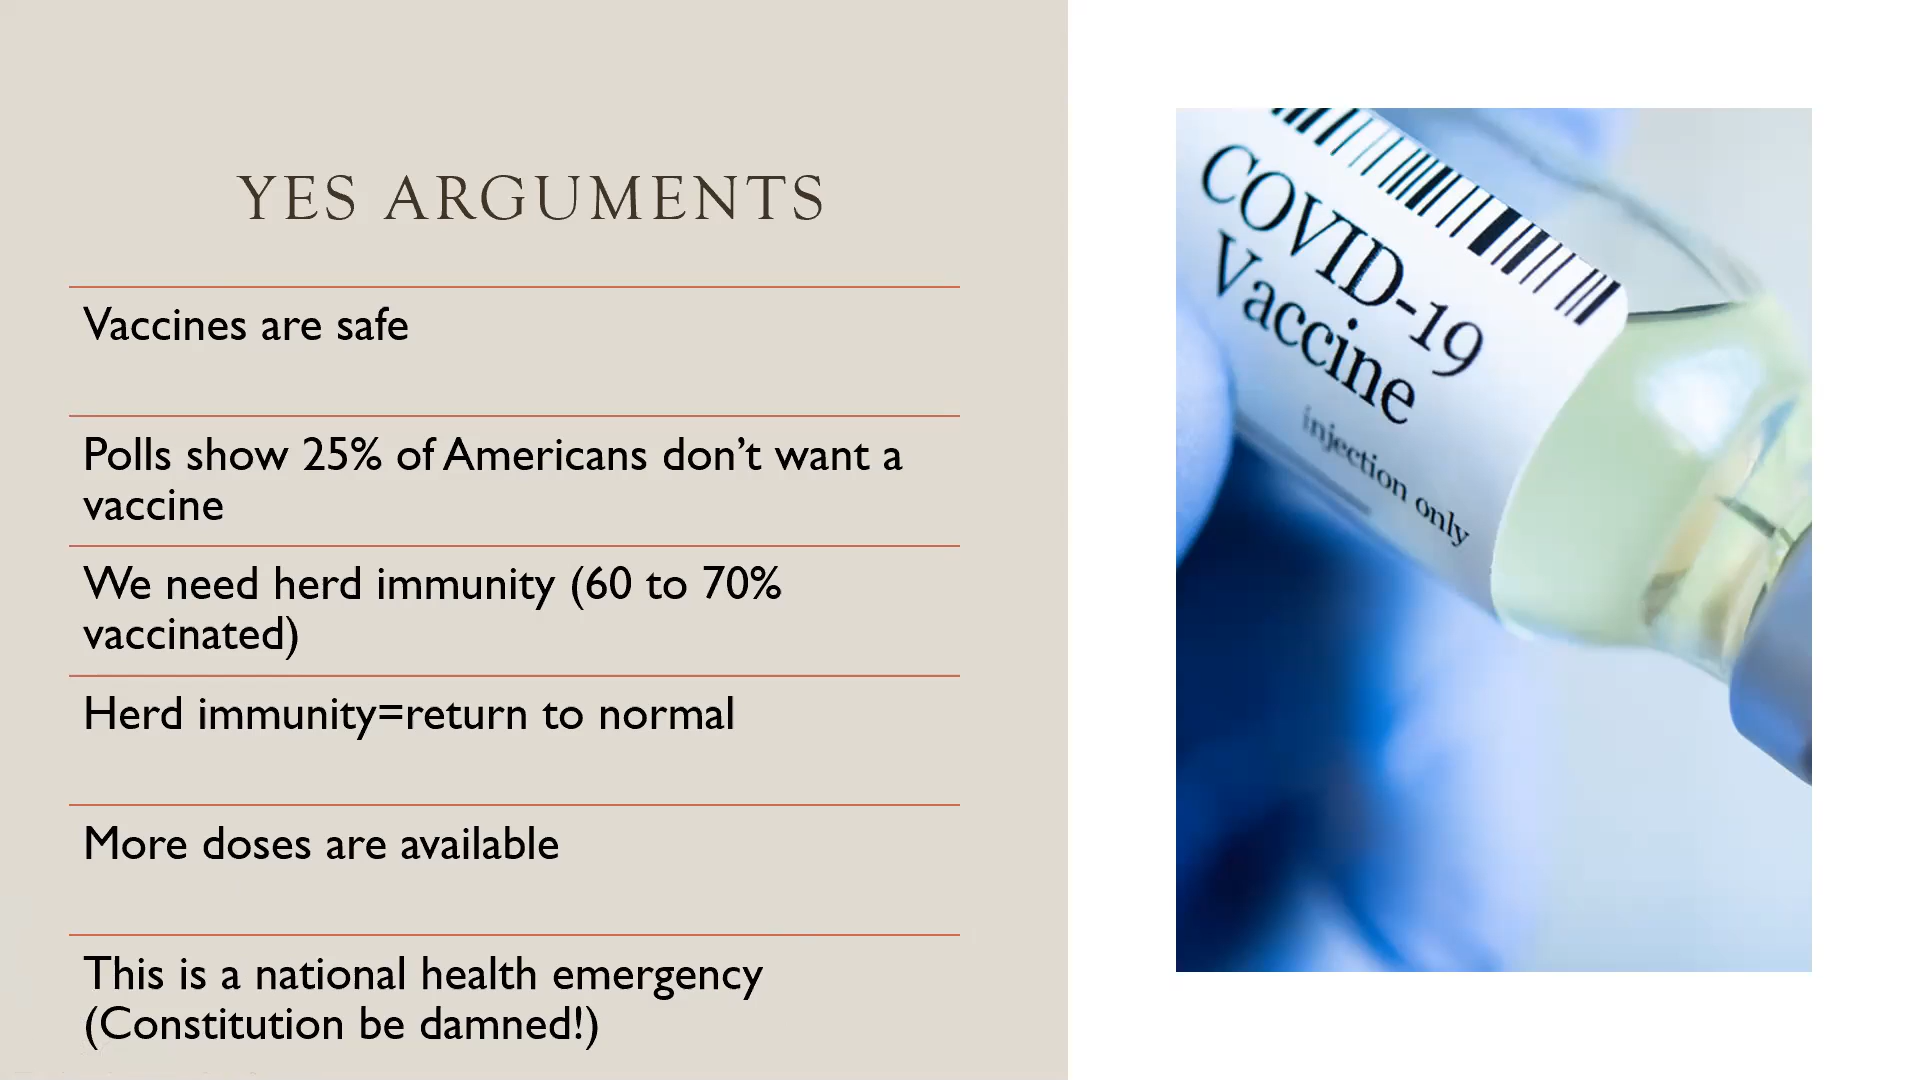 YES ARGUMENTS
Vaccines are safe
Polls show 25% of Americans don’t want a
vaccine
We need herd immunity (60 to 70%
vaccinated)
Herd immunity=return to normal
More doses are available
This is a national health emergency
(Constitution be damned!)
COVID-19
Vaccine
injection only